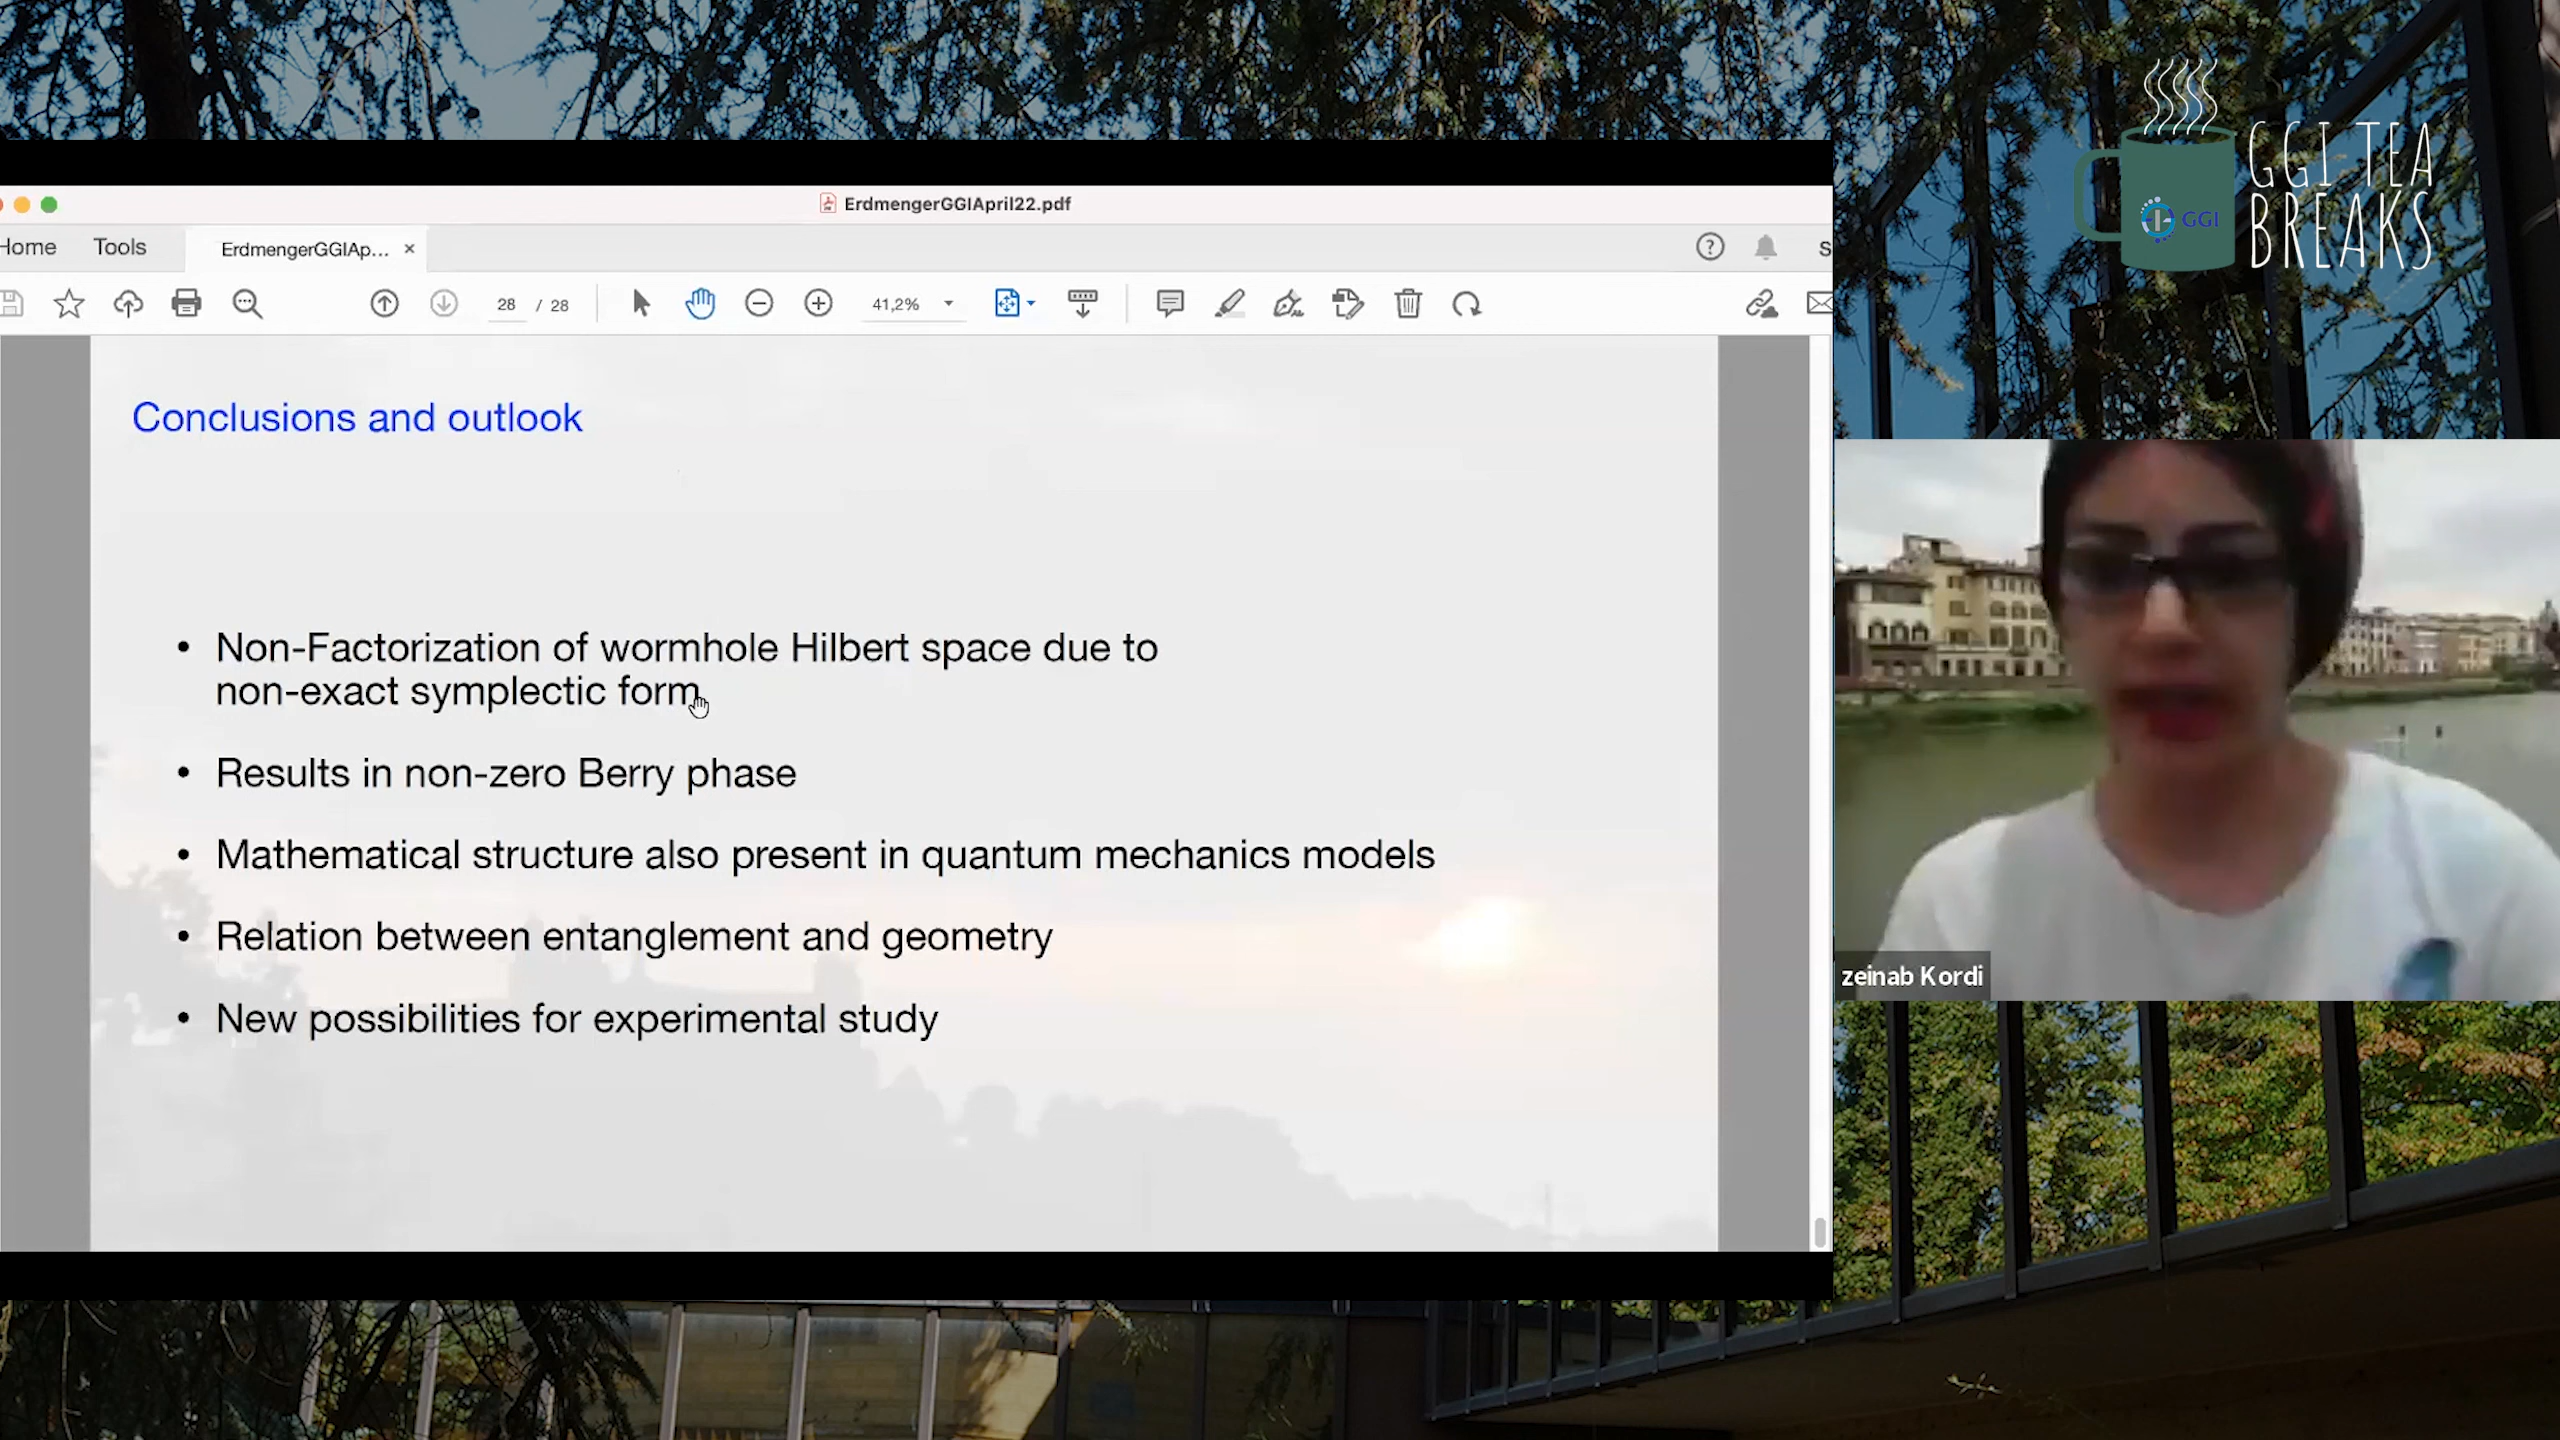 GGI TEA
BREAKS
GGI
ErdmengerGGIApril22.pdf
Home
Tools
ErdmengerGGIAp...
28 / 28
41,2%
Conclusions and outlook
• Non-Factorization of wormhole Hilbert space due to
non-exact symplectic form
• Results in non-zero Berry phase
• Mathematical structure also present in quantum mechanics models
• Relation between entanglement and geometry
• New possibilities for experimental study
zeinab Kordi